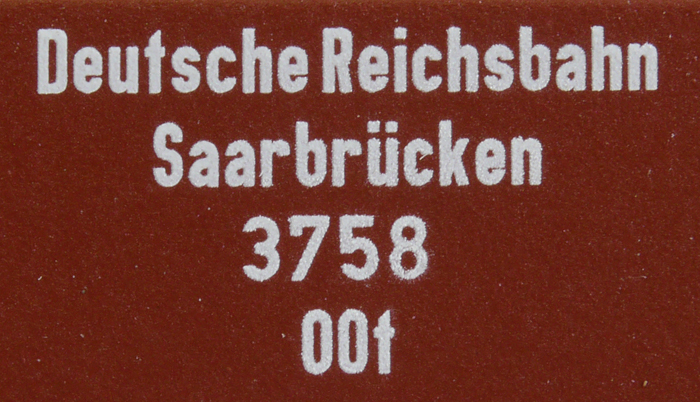 Deutsche Reichsbahn
Saarbrücken
3758
00t